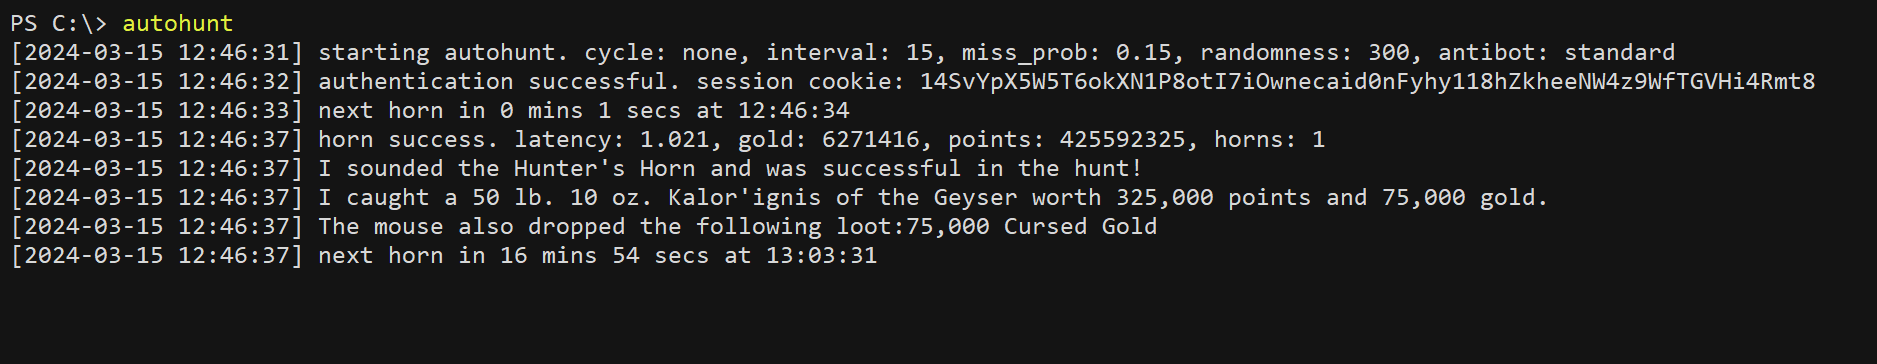 PS C:\> autohunt
[2024-03-15 12:46:31] starting autohunt. cycle: none, interval: 15, miss_prob: 0.15, randomness: 300, antibot: standard
[2024-03-15 12:46:32] authentication successful. session cookie: 14SvYpX5W5T6okXN1P8otI7iOwnecaid0nFyhy118hZkheeNW4z9WfTGVHi4Rmt8
[2024-03-15 12:46:33] next horn in 0 mins 1 secs at 12:46:34
[2024-03-15 12:46:37] horn success. latency: 1.021, gold: 6271416, points: 425592325, horns: 1
[2024-03-15 12:46:37] I sounded the Hunter's Horn and was successful in the hunt!
[2024-03-15 12:46:37] I caught a 50 lb. 10 oz. Kalor'ignis of the Geyser worth 325,000 points and 75,000 gold.
[2024-03-15 12:46:37] The mouse also dropped the following loot:75,000 Cursed Gold
[2024-03-15 12:46:37] next horn in 16 mins 54 secs at 13:03:31